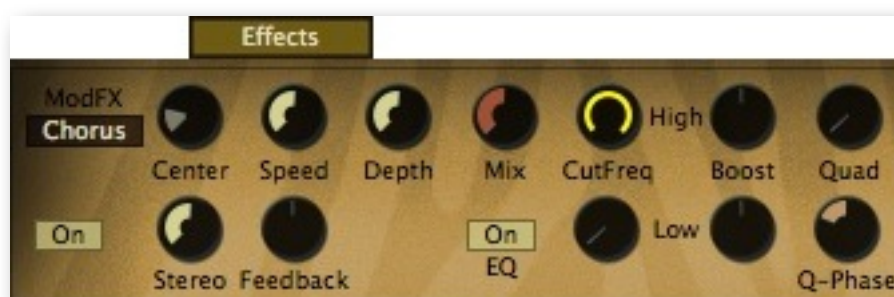 Effects
ModFX
Chorus
High
Center Speed Depth Mix CutFreq Boost Quad
On
On
Low
Stereo Feedback
EQ
Q-Phase